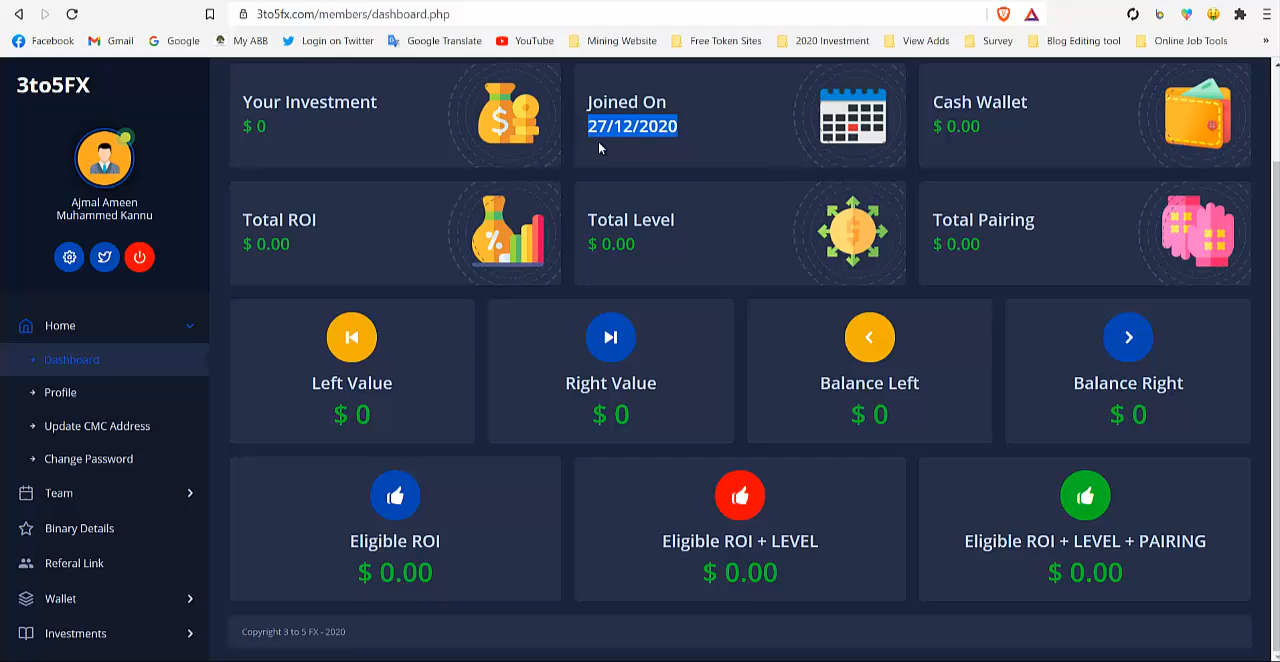 3to5fx.com/members/dashboard.php
Facebook Gmail Google My ABB Login on Twitter Google Translate YouTube Mining Website Free Token Sites 2020 Investment View Adds Survey Blog Editing tool Online Job Tools »
3to5FX
Ajmal Ameen
Muhammed Kannu
Home
Dashboard
Profile
Update CMC Address
Change Password
Team
Binary Details
Referal Link
Wallet
Investments
Your Investment
$ 0
Joined On
27/12/2020
Cash Wallet
$ 0.00
Total ROI
$ 0.00
Total Level
$ 0.00
Total Pairing
$ 0.00
Left Value
$ 0
Right Value
$ 0
Balance Left
$ 0
Balance Right
$ 0
Eligible ROI
$ 0.00
Eligible ROI + LEVEL
$ 0.00
Eligible ROI + LEVEL + PAIRING
$ 0.00
Copyright 3 to 5 FX - 2020